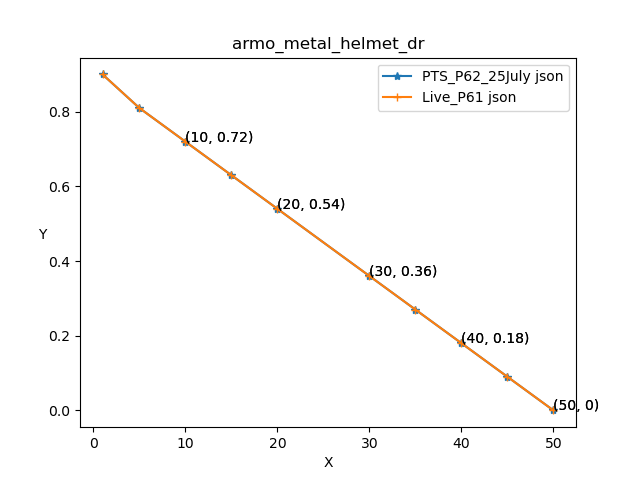 armo_metal_helmet_dr
PTS_P62_25July json
Live_P61 json
(10, 0.72)
(20, 0.54)
(30, 0.36)
(40, 0.18)
(50, 0)
0.8
0.6
0.4
0.2
0.0
Y
0 10 20 30 40 50
X